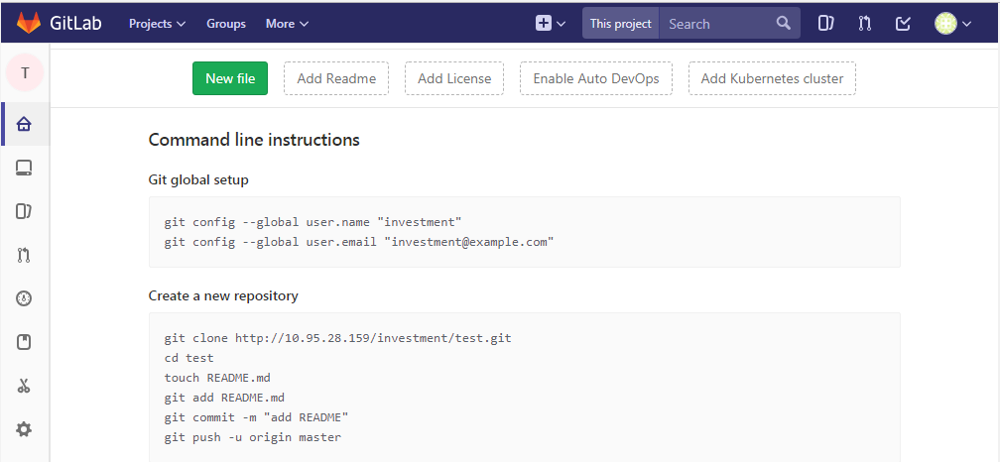 GitLab Projects Groups More This project Search
T
New file Add Readme Add License Enable Auto DevOps Add Kubernetes cluster
Command line instructions
Git global setup
git config --global user.name "investment"
git config --global user.email "investment@example.com"
Create a new repository
git clone http://10.95.28.159/investment/test.git
cd test
touch README.md
git add README.md
git commit -m "add README"
git push -u origin master